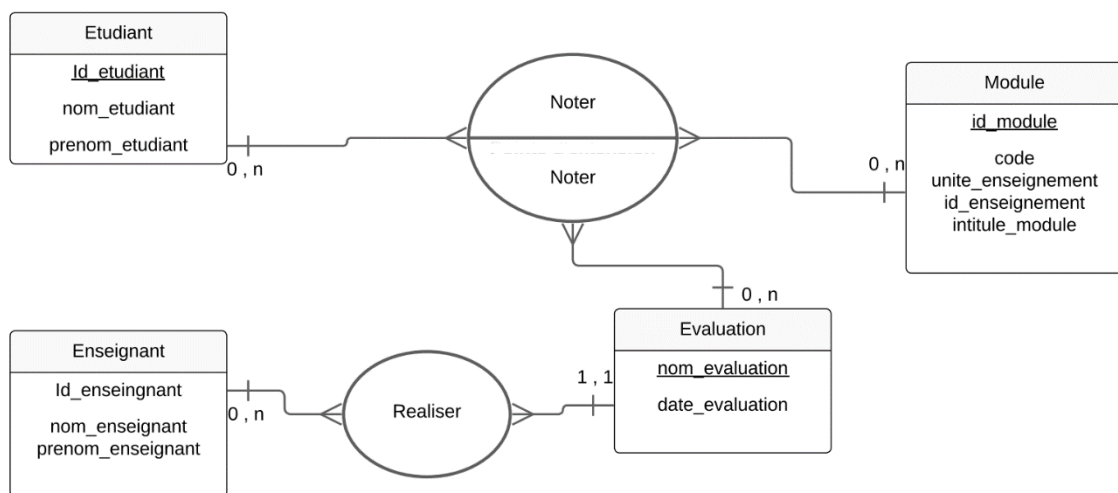 Etudiant
Id_etudiant
nom_etudiant
prenom_etudiant
0 , n
Noter
Noter
Module
id_module
code
unite_enseignement
id_enseignement
intitule_module
0 , n
0 , n
Evaluation
nom_evaluation
date_evaluation
1 , 1
Enseignant
Id_enseingnant
nom_enseignant
prenom_enseignant
0 , n
Realiser